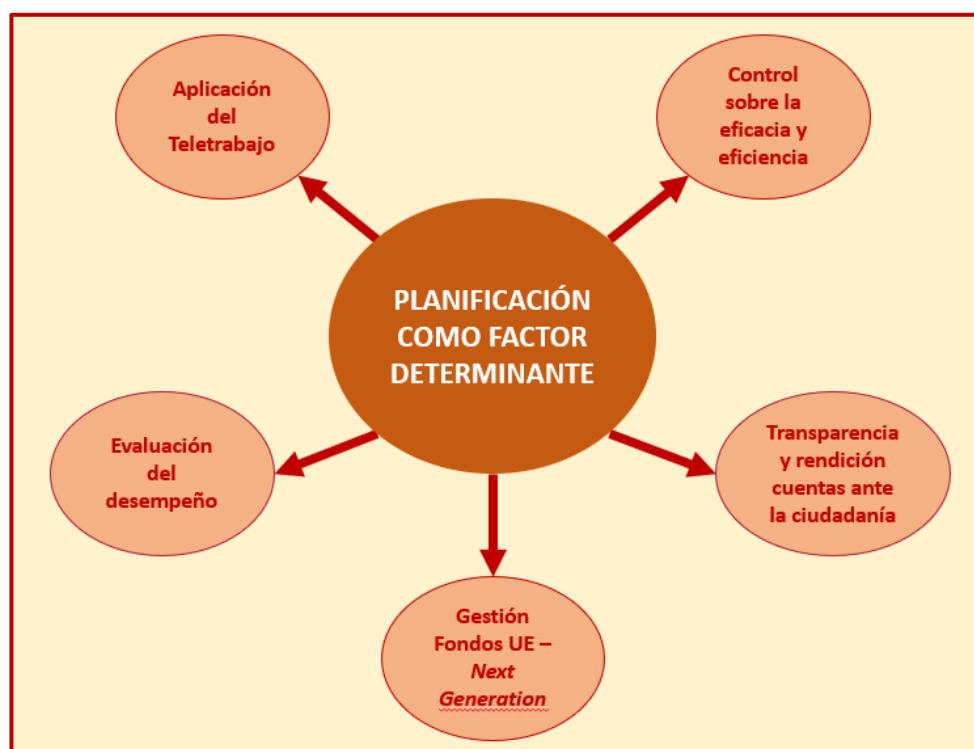 Aplicación
del
Teletrabajo
Control
sobre la
eficacia y
eficiencia
PLANIFICACIÓN
COMO FACTOR
DETERMINANTE
Evaluación
del
desempeño
Transparencia
y rendición
cuentas ante
la ciudadanía
Gestión
Fondos UE –
Next
Generation